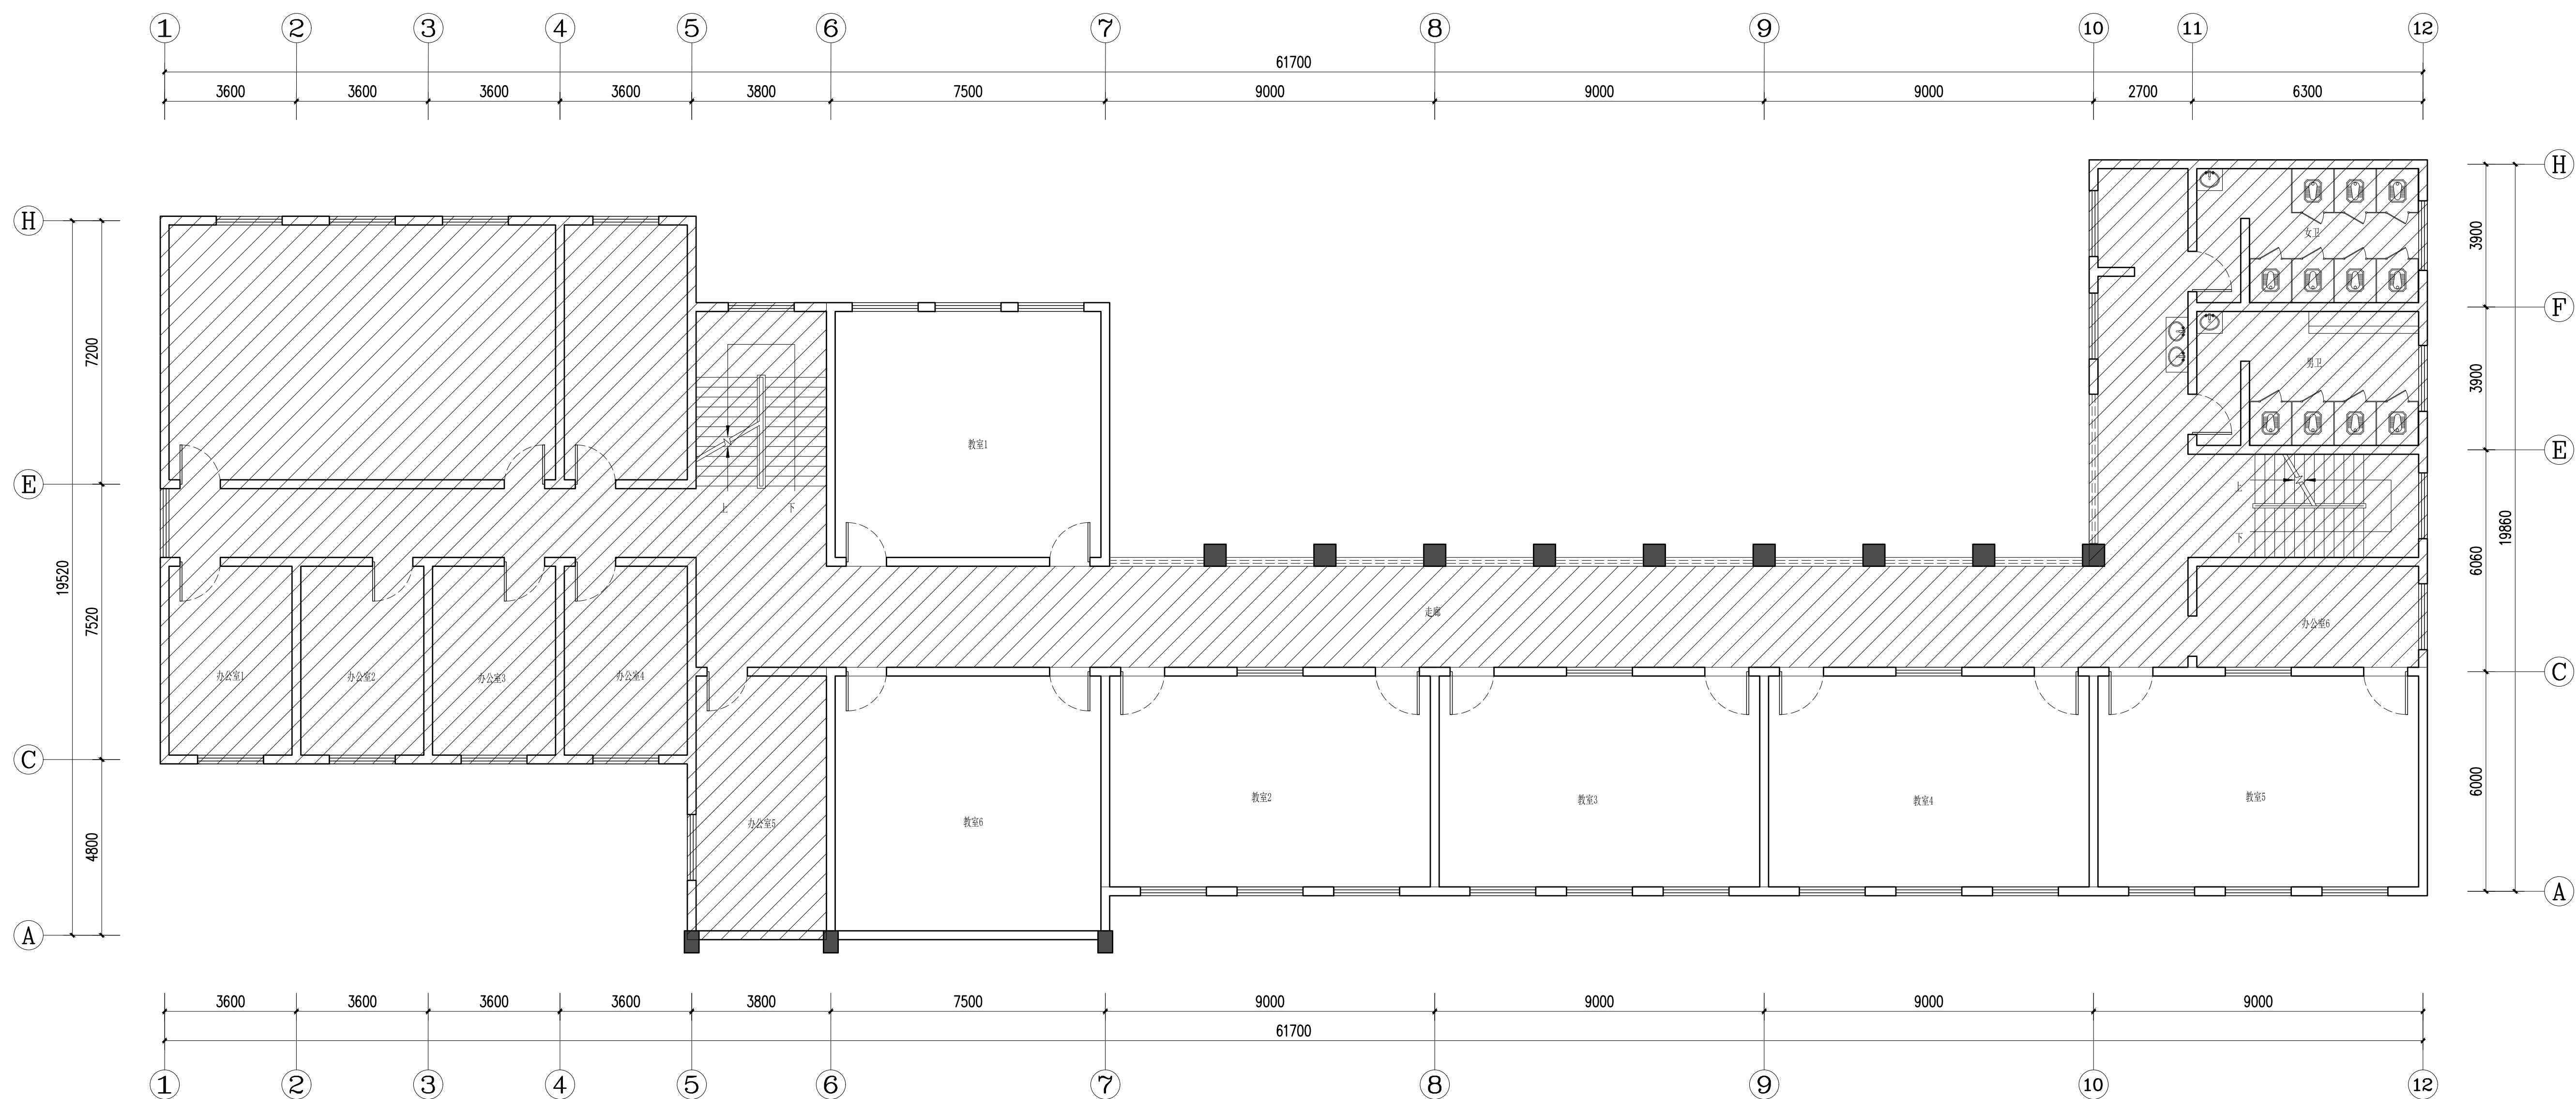 1 2 3 4 5 6 7 8 9 10 11 12
61700
3600 3600 3600 3600 3800 7500 9000 9000 9000 2700 6300
H
H
3900
女卫
F
7200
男卫
3900
教室1
E
E
上 下
上
下
19520
19860
6060
7520
走廊
办公室6
办公室1 办公室2 办公室3 办公室4
C
C
6000
教室2 教室3 教室4 教室5
办公室5 教室6
4800
A
A
3600 3600 3600 3600 3800 7500 9000 9000 9000 9000
61700
1 2 3 4 5 6 7 8 9 10 12